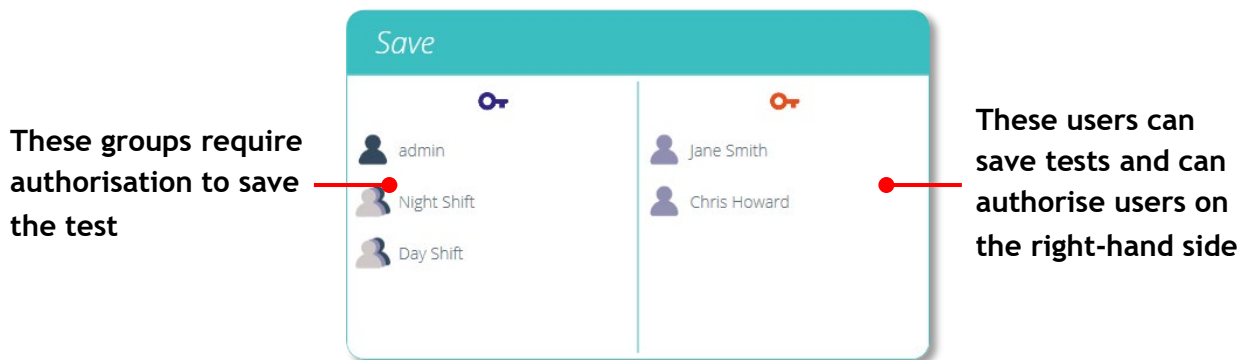 Save
These groups require
authorisation to save
the test
admin
Night Shift
Day Shift
Jane Smith
Chris Howard
These users can
save tests and can
authorise users on
the right-hand side